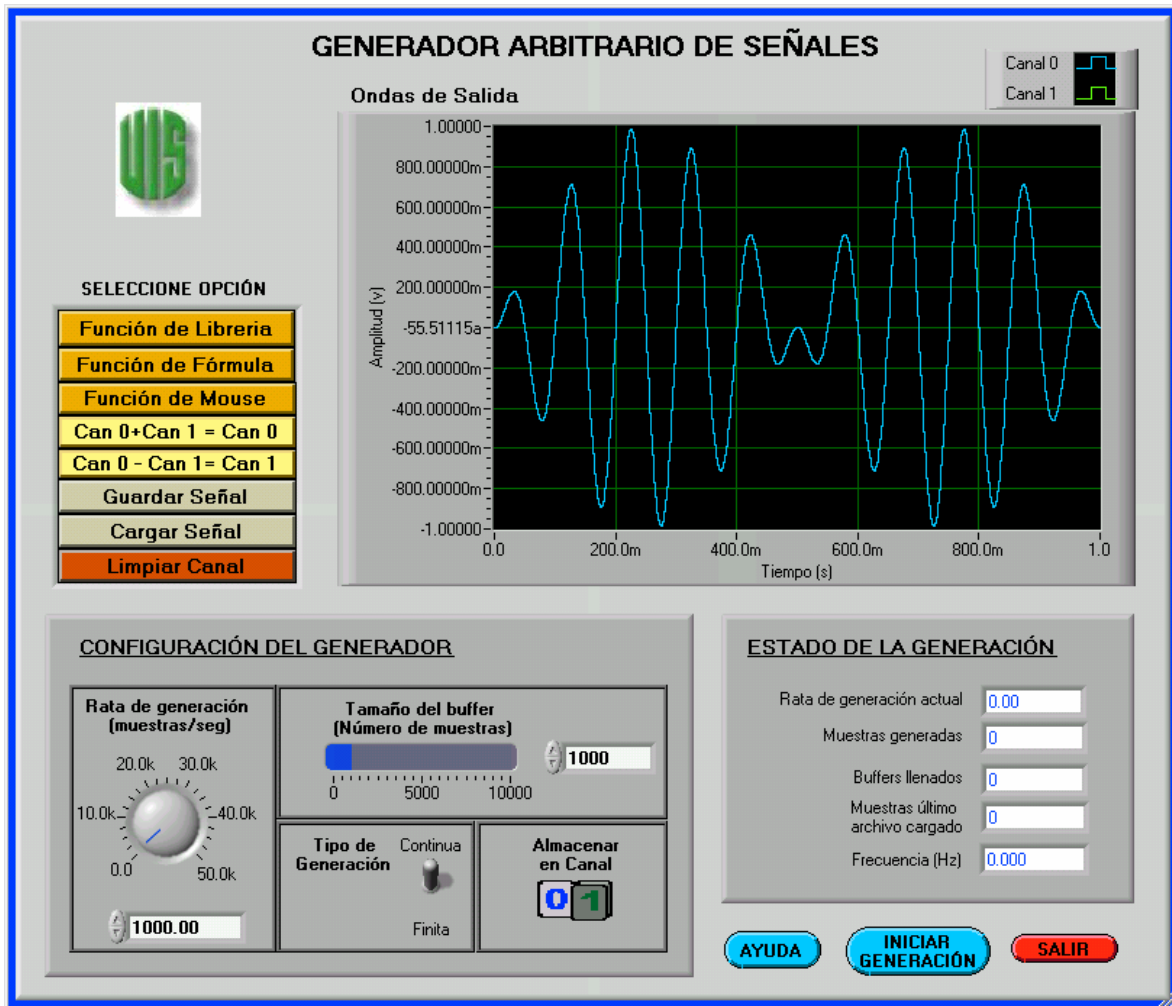 GENERADOR ARBITRARIO DE SEÑALES
Canal 0
Canal 1
Ondas de Salida
UIS
Amplitud (v)
1.00000
800.00000m
600.00000m
400.00000m
200.00000m
-55.51115a
-200.00000m
-400.00000m
-600.00000m
-800.00000m
-1.00000
0.0
200.0m
400.0m
600.0m
800.0m
1.0
Tiempo (s)
SELECCIONE OPCIÓN
Función de Libreria
Función de Fórmula
Función de Mouse
Can 0+Can 1 = Can 0
Can 0 - Can 1= Can 1
Guardar Señal
Cargar Señal
Limpiar Canal
CONFIGURACIÓN DEL GENERADOR
Rata de generación
(muestras/seg)
20.0k
30.0k
10.0k
40.0k
0.0
50.0k
1000.00
Tamaño del buffer
(Número de muestras)
1000
0
5000
10000
Tipo de
Generación
Continua
Finita
Almacenar
en Canal
0 1
ESTADO DE LA GENERACIÓN
Rata de generación actual
0.00
Muestras generadas
0
Buffers llenados
0
Muestras último
archivo cargado
0
Frecuencia (Hz)
0.000
AYUDA
INICIAR
GENERACIÓN
SALIR